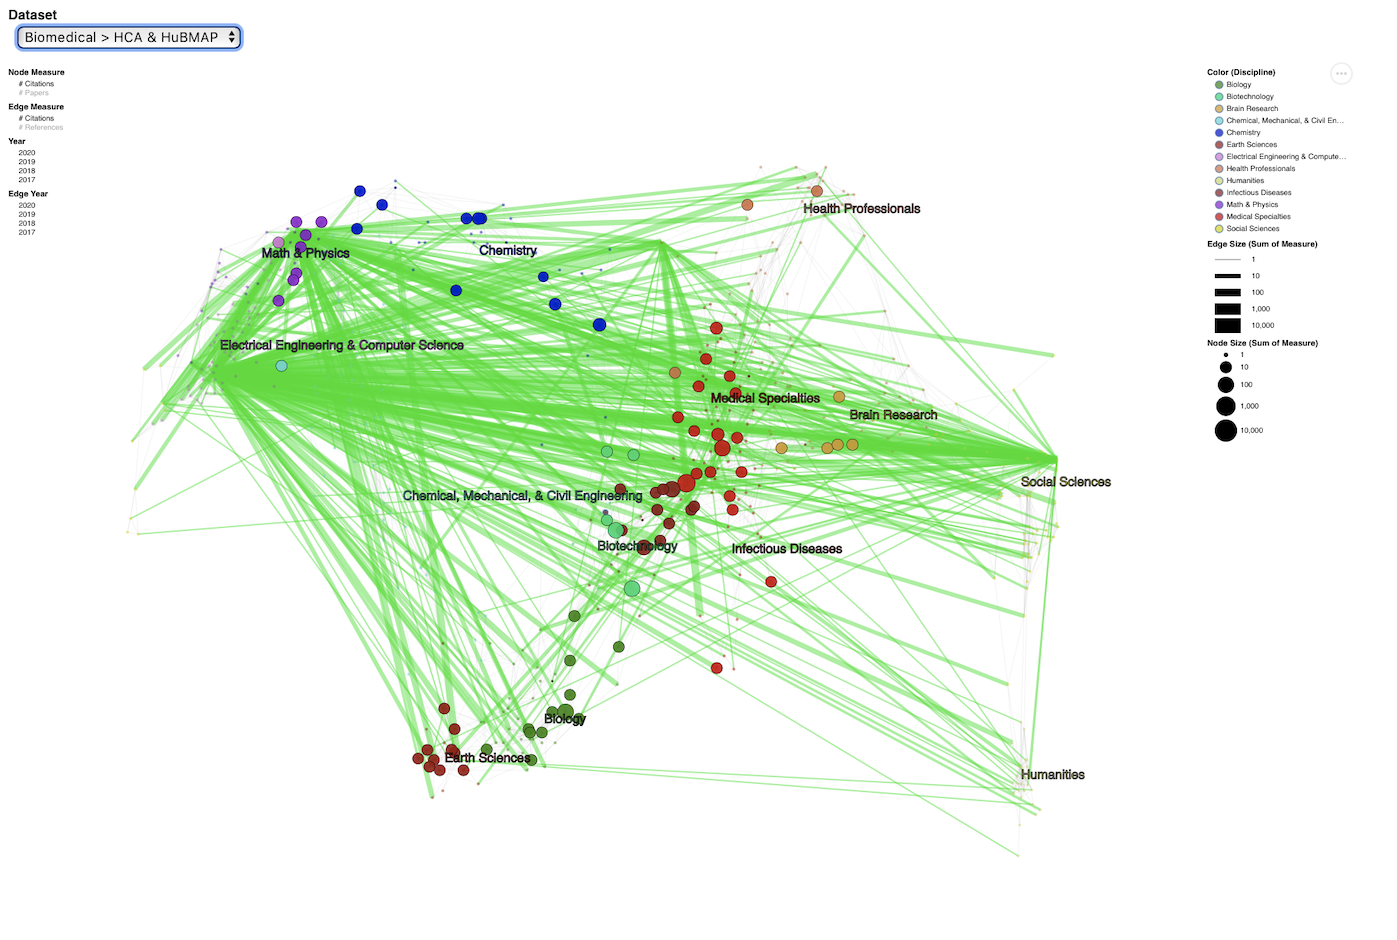 Dataset
Biomedical > HCA & HuBMAP
Node Measure
# Citations
# Papers
Edge Measure
# Citations
# References
Year
2020
2019
2018
2017
Edge Year
2020
2019
2018
2017
Health Professionals
Math & Physics
Chemistry
Electrical Engineering & Computer Science
Medical Specialties
Brain Research
Social Sciences
Chemical, Mechanical, & Civil Engineering
Biotechnology
Infectious Diseases
Biology
Earth Sciences
Humanities
Color (Discipline)
Biology
Biotechnology
Brain Research
Chemical, Mechanical, & Civil En…
Chemistry
Earth Sciences
Electrical Engineering & Compute…
Health Professionals
Humanities
Infectious Diseases
Math & Physics
Medical Specialties
Social Sciences
Edge Size (Sum of Measure)
1
10
100
1,000
10,000
Node Size (Sum of Measure)
1
10
100
1,000
10,000